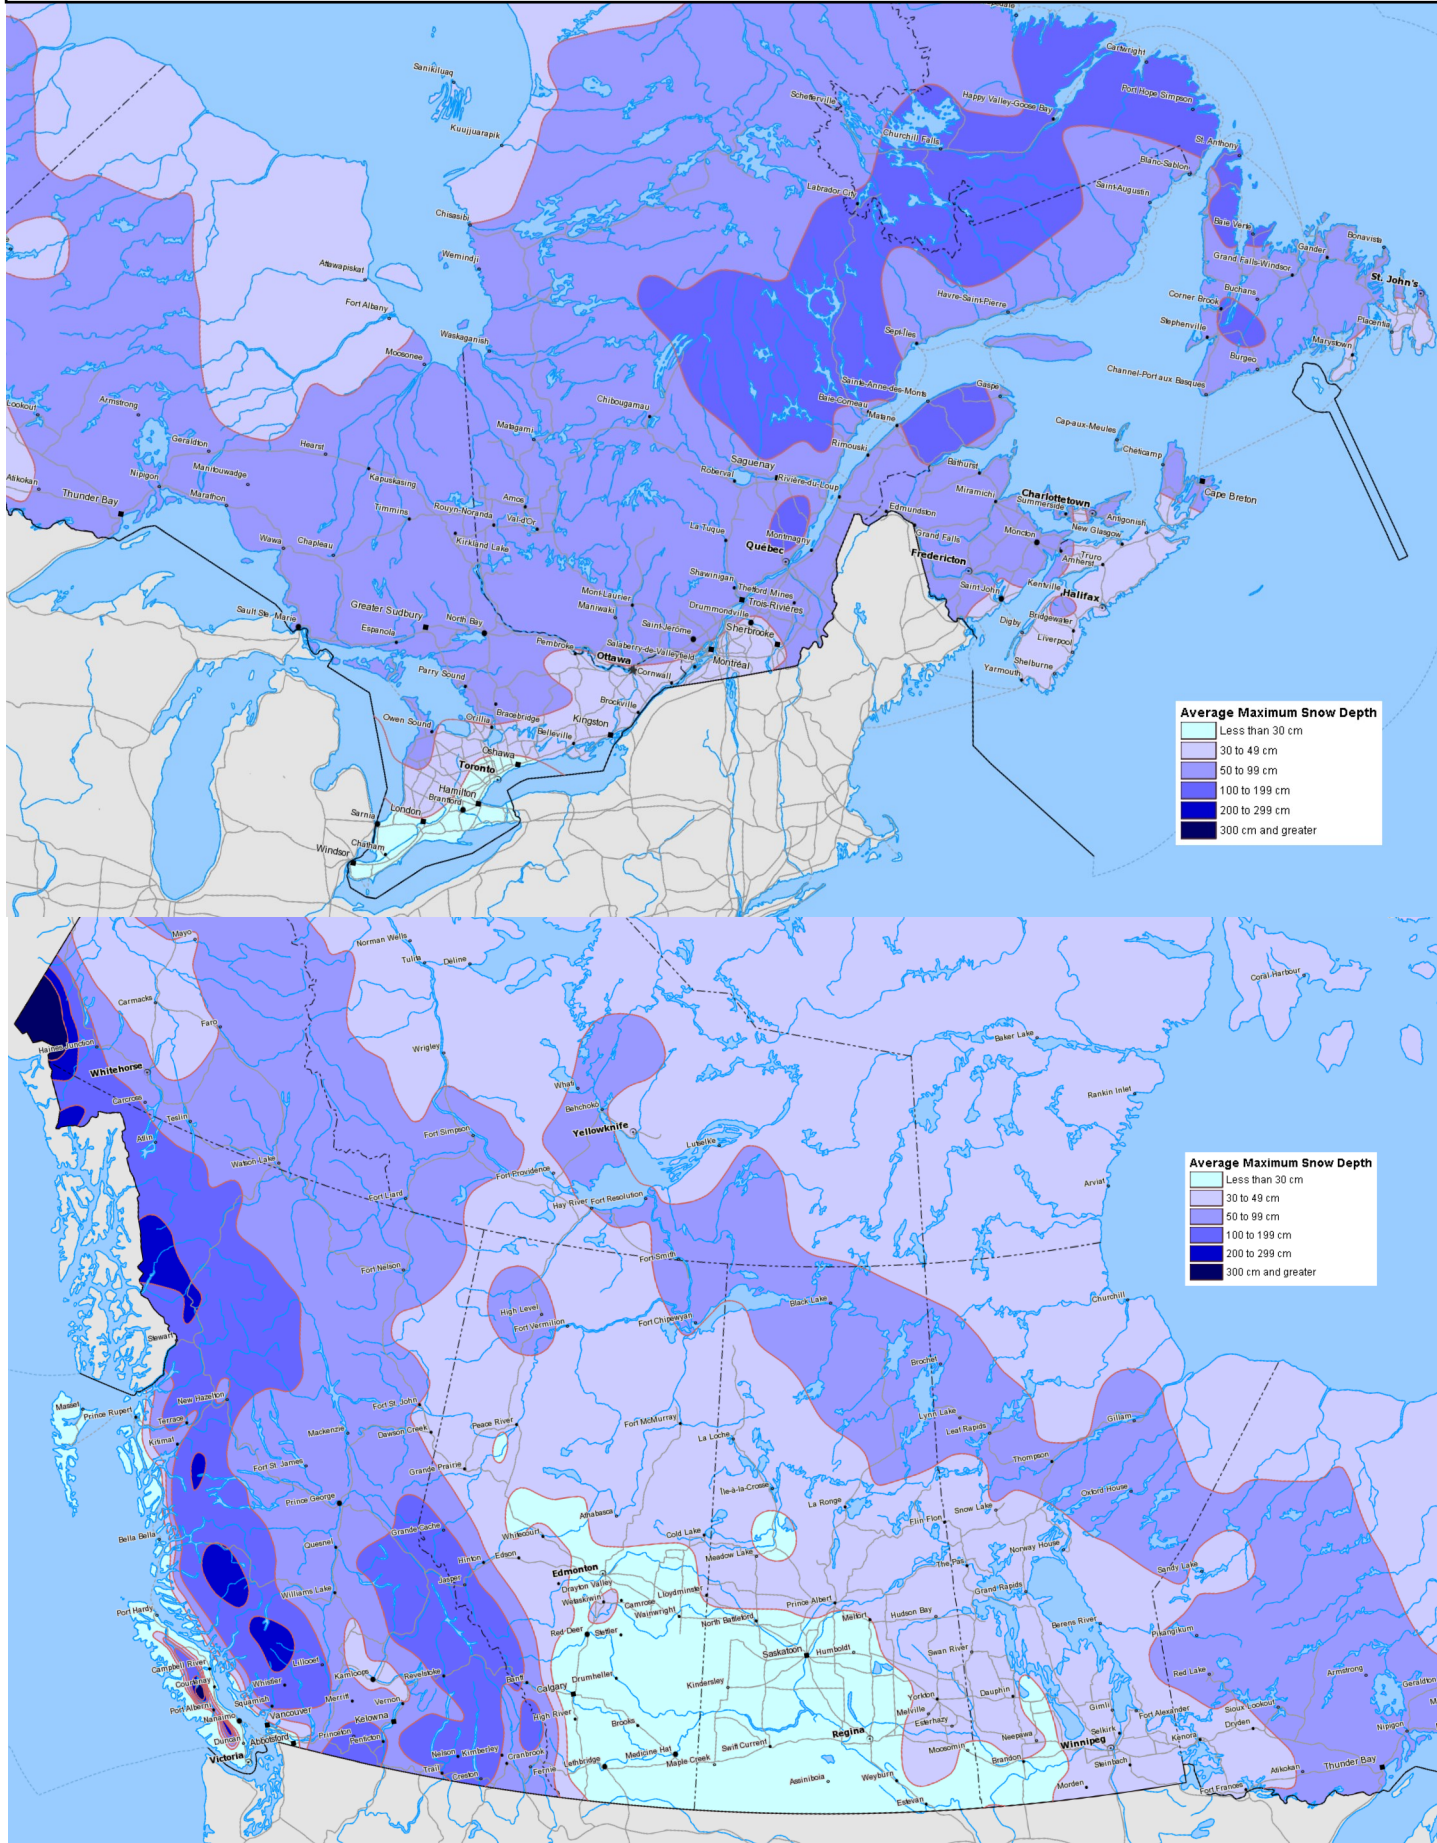 Sanikiluaq
Kuujjuarapik
Schefferville
Cartwright
Happy Valley-Goose Bay
Port Hope Simpson
Churchill Falls
St. Anthony
Blanc-Sablon
Labrador City
Saint-Augustin
Chisasibi
Baie Verte
Bonavista
Gander
Wemindji
Grand Falls-Windsor
Attawapiskat
St. John's
Buchans
Corner Brook
Fort Albany
Havre-Saint-Pierre
Placentia
Stephenville
Sept-Iles
Waskaganish
Marystown
Moosonee
Burgeo
Channel-Port aux Basques
Sainte-Anne-des-Monts
Gaspe
Baie-Comeau
Matane
Lookout
Armstrong
Chibougamau
Cap-aux-Meules
Matagami
Rimouski
Geraldton
Hearst
Cheticamp
Saguenay
Bathurst
Manitouwadge
Roberval
Rivière-du-Loup
Atikokan
Nipigon
Kapuskasing
Cape Breton
Thunder Bay
Marathon
Miramichi
Charlottetown
Amos
Summerside
Edmundston
Timmins
Rouyn-Noranda
Val-d'Or
Antigonish
La Tuque
New Glasgow
Montmagny
Grand Falls
Moncton
Wawa
Chapleau
Kirkland Lake
Québec
Truro
Amherst
Fredericton
Shawinigan
Thetford Mines
Kentville
Saint John
Halifax
Mont-Laurier
Trois-Rivières
Greater Sudbury
Maniwaki
Drummondville
Bridgewater
Sault Ste. Marie
North Bay
Digby
Saint-Jerome
Sherbrooke
Espanola
Liverpool
Pembroke
Salaberry-de-Valleyfield
Ottawa
Montréal
Shelburne
Parry Sound
Cornwall
Yarmouth
Brockville
Average Maximum Snow Depth
Less than 30 cm
30 to 49 cm
50 to 99 cm
100 to 199 cm
200 to 299 cm
300 cm and greater
Bracebridge
Owen Sound
Orillia
Kingston
Belleville
Oshawa
Toronto
Hamilton
Brantford
London
Sarnia
Chatham
Windsor
Mayo
Norman Wells
Tulita
Déline
Coral Harbour
Carmacks
Faro
Haines Junction
Wrigley
Baker Lake
Whitehorse
Whati
Rankin Inlet
Carcross
Behchoko
Teslin
Yellowknife
Atlin
Fort Simpson
Lutselke
Watson Lake
Fort Providence
Arviat
Fort Liard
Hay River
Fort Resolution
Average Maximum Snow Depth
Less than 30 cm
30 to 49 cm
50 to 99 cm
100 to 199 cm
200 to 299 cm
300 cm and greater
Fort Smith
Fort Nelson
High Level
Black Lake
Churchill
Fort Vermilion
Fort Chipewyan
Stewart
Brochet
New Hazelton
Masset
Prince Rupert
Fort St. John
Terrace
Lynn Lake
Gillam
Kitimat
Mackenzie
Dawson Creek
Peace River
Fort McMurray
Leaf Rapids
La Loche
Fort St. James
Grande Prairie
Thompson
Île-à-la-Crosse
Oxford House
Prince George
La Ronge
Snow Lake
Athabasca
Flin Flon
Grande Cache
Bella Bella
Whitecourt
Cold Lake
Quesnel
Norway House
Meadow Lake
Hinton
Edson
The Pas
Sandy Lake
Edmonton
Jasper
Drayton Valley
Williams Lake
Lloydminster
Grand Rapids
Wetaskiwin
Camrose
Prince Albert
Port Hardy
Wainwright
North Battleford
Melfort
Hudson Bay
Berens River
Pikangikum
Red Deer
Stettler
Saskatoon
Humboldt
Swan River
Lillooet
Campbell River
Kamloops
Revelstoke
Banff
Red Lake
Armstrong
Courtenay
Whistler
Drumheller
Kindersley
Geraldton
Port Alberni
Squamish
Merritt
Vernon
Calgary
Yorkton
Dauphin
Gimli
Sioux Lookout
Nanaimo
Vancouver
Kelowna
High River
Melville
Fort Alexander
Duncan
Abbotsford
Princeton
Penticton
Brooks
Regina
Esterhazy
Selkirk
Dryden
Nipigon
Victoria
Nelson
Kimberley
Cranbrook
Swift Current
Neepawa
Winnipeg
Kenora
Trail
Creston
Fernie
Lethbridge
Medicine Hat
Maple Creek
Moosomin
Brandon
Steinbach
Thunder Bay
Assiniboia
Weyburn
Morden
Atikokan
Estevan
Fort Frances